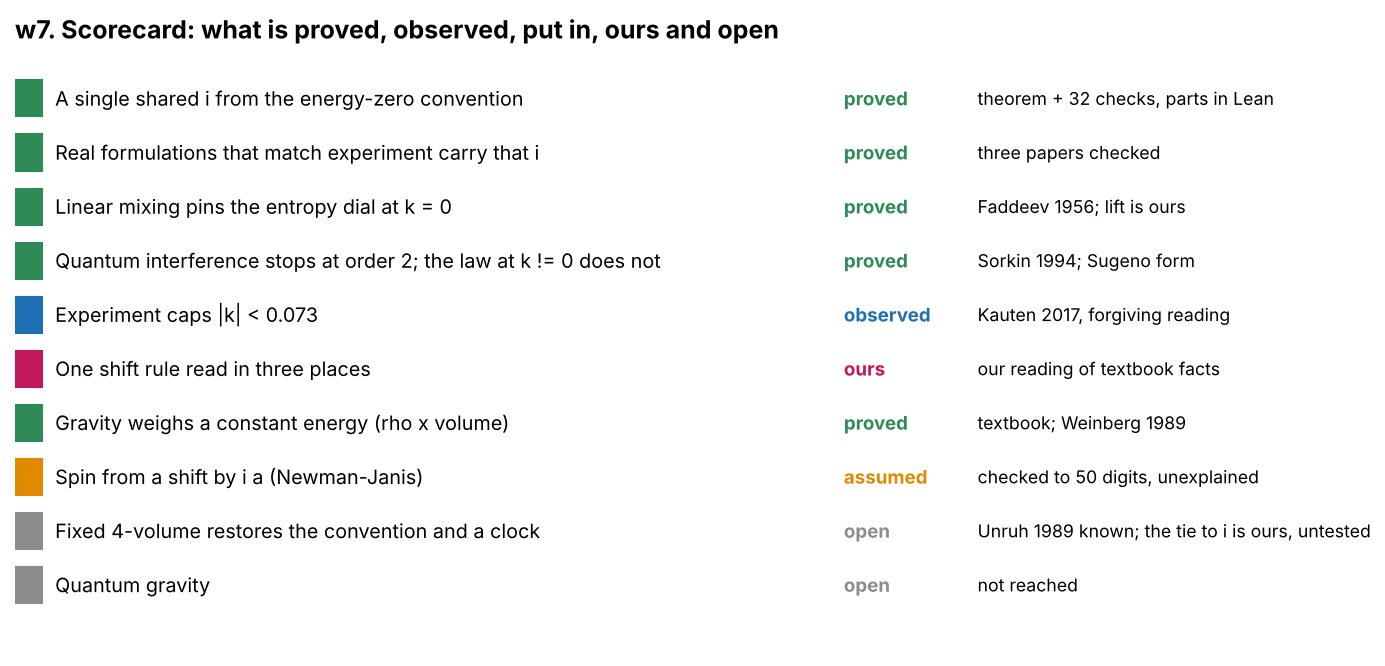 w7. Scorecard: what is proved, observed, put in, ours and open
A single shared i from the energy-zero convention proved theorem + 32 checks, parts in Lean
Real formulations that match experiment carry that i proved three papers checked
Linear mixing pins the entropy dial at k = 0 proved Faddeev 1956; lift is ours
Quantum interference stops at order 2; the law at k != 0 does not proved Sorkin 1994; Sugeno form
Experiment caps |k| < 0.073 observed Kauten 2017, forgiving reading
One shift rule read in three places ours our reading of textbook facts
Gravity weighs a constant energy (rho x volume) proved textbook; Weinberg 1989
Spin from a shift by i a (Newman-Janis) assumed checked to 50 digits, unexplained
Fixed 4-volume restores the convention and a clock open Unruh 1989 known; the tie to i is ours, untested
Quantum gravity open not reached